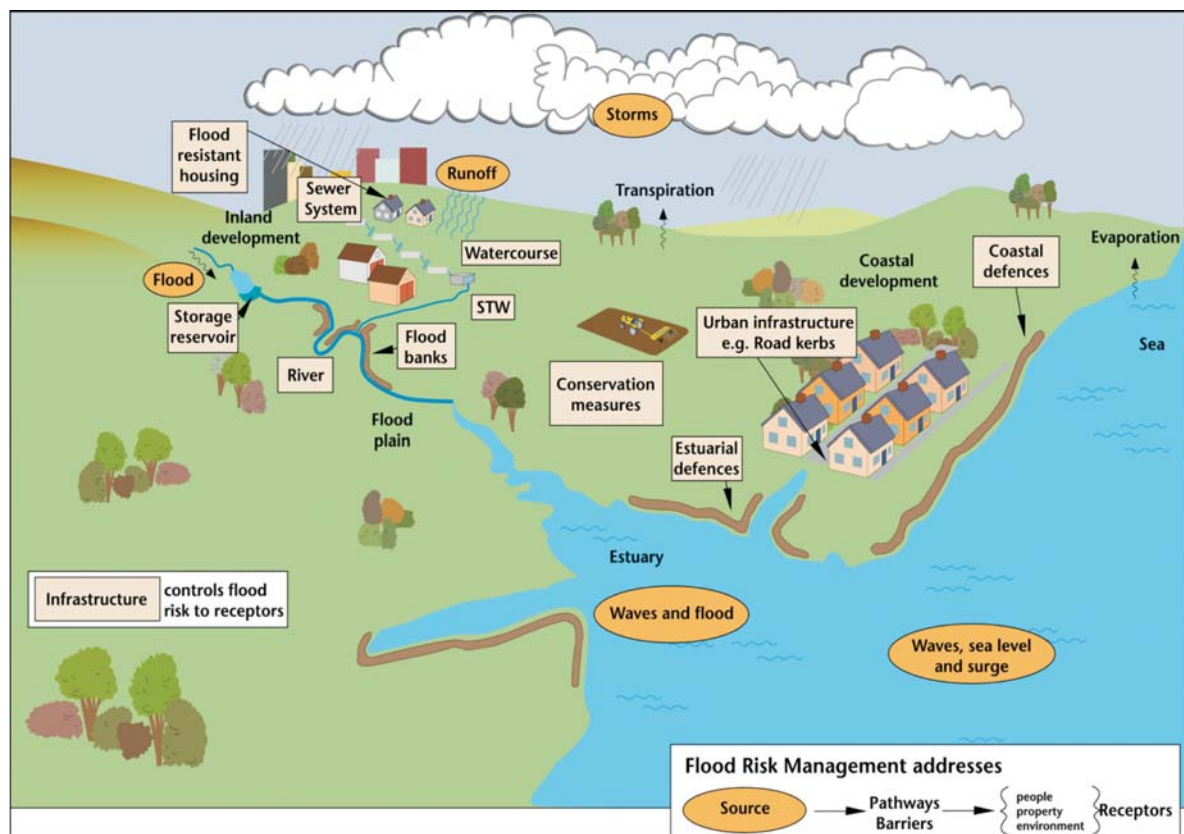 Storms
Flood
resistant
housing
Sewer
System
Runoff
Transpiration
Inland
development
Watercourse
Evaporation
Coastal
defences
Coastal
development
Flood
Storage
reservoir
STW
Urban infrastructure
e.g. Road kerbs
Sea
River
Flood
banks
Conservation
measures
Flood
plain
Estuarial
defences
Estuary
Infrastructure
controls flood
risk to receptors
Waves and flood
Waves, sea level
and surge
Flood Risk Management addresses
Source
Pathways
Barriers
people
property
environment
Receptors